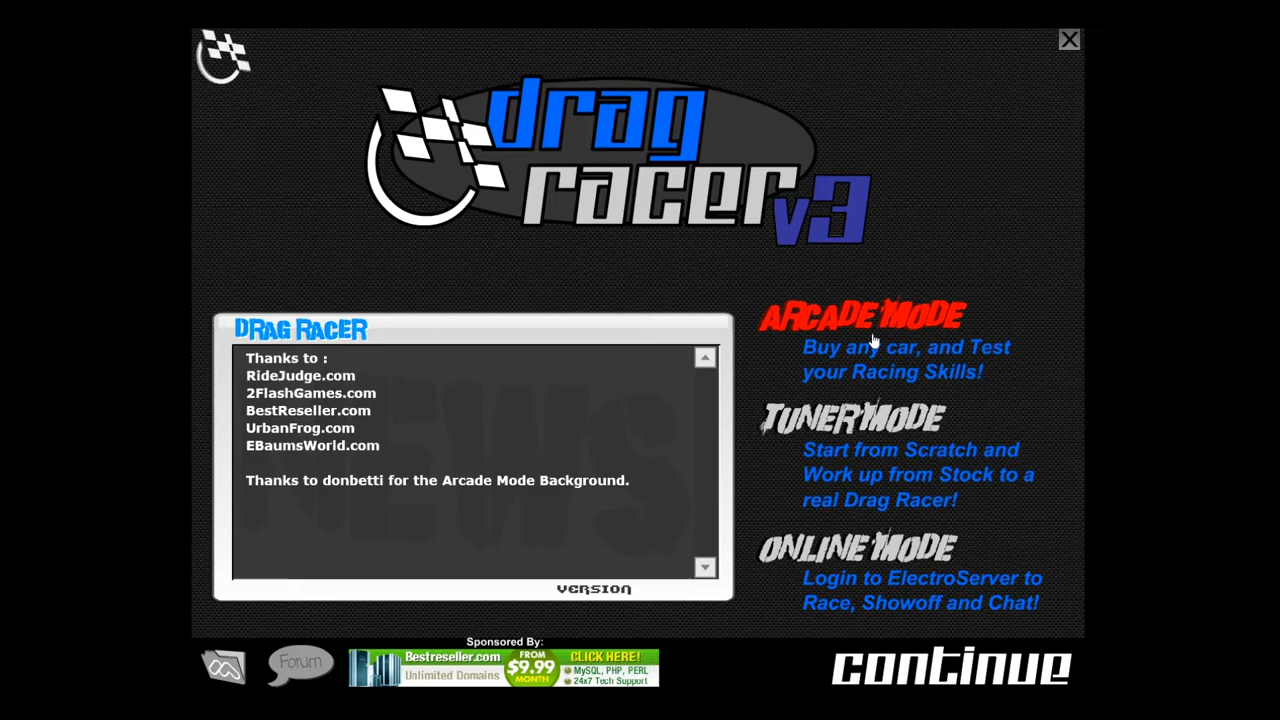 drag
racer v3
DRAG RACER
Thanks to :
RideJudge.com
2FlashGames.com
BestReseller.com
UrbanFrog.com
EBaumsWorld.com
Thanks to donbetti for the Arcade Mode Background.
NEWS
VERSION
ARCADE MODE
Buy any car, and Test
your Racing Skills!
TUNER MODE
Start from Scratch and
Work up from Stock to a
real Drag Racer!
ONLINE MODE
Login to ElectroServer to
Race, Showoff and Chat!
Forum
Sponsored By:
Bestreseller.com
Unlimited Domains
FROM
$9.99
MONTH
CLICK HERE!
MySQL, PHP, PERL
24x7 Tech Support
continue